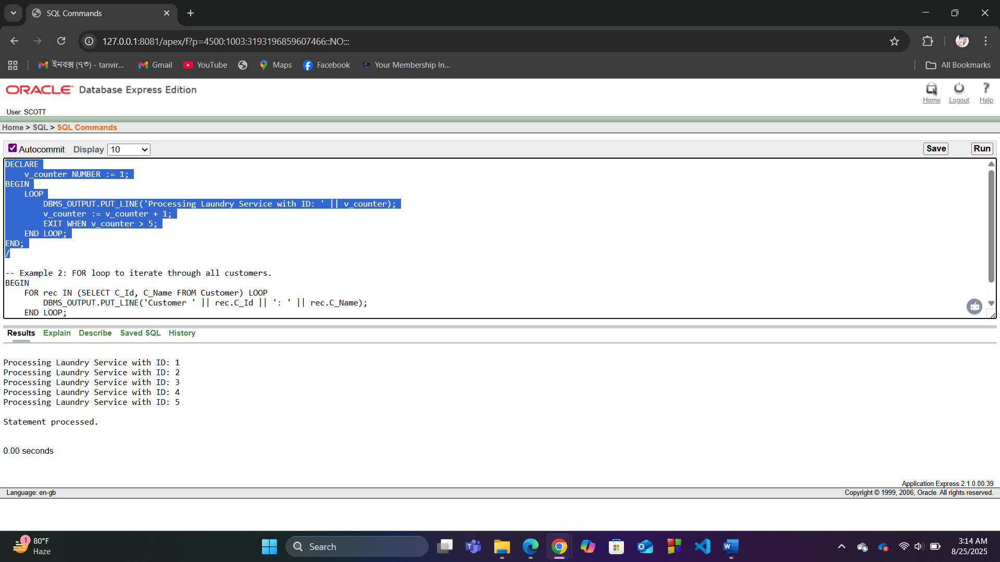 SQL Commands
127.0.0.1:8081/apex/f?p=4500:1003:3193196859607466::NO:::
ইনবক্স (৭৩) - tanvir... Gmail YouTube Maps Facebook Your Membership In... All Bookmarks
ORACLE Database Express Edition
Home Logout Help
User: SCOTT
Home > SQL > SQL Commands
Autocommit Display 10 Save Run
DECLARE
    v_counter NUMBER := 1;
BEGIN
    LOOP
        DBMS_OUTPUT.PUT_LINE('Processing Laundry Service with ID: ' || v_counter);
        v_counter := v_counter + 1;
        EXIT WHEN v_counter > 5;
    END LOOP;
END;
/
-- Example 2: FOR loop to iterate through all customers.
BEGIN
    FOR rec IN (SELECT C_Id, C_Name FROM Customer) LOOP
        DBMS_OUTPUT.PUT_LINE('Customer ' || rec.C_Id || ': ' || rec.C_Name);
    END LOOP;
Results Explain Describe Saved SQL History
Processing Laundry Service with ID: 1
Processing Laundry Service with ID: 2
Processing Laundry Service with ID: 3
Processing Laundry Service with ID: 4
Processing Laundry Service with ID: 5
Statement processed.
0.00 seconds
Application Express 2.1.0.00.39
Language: en-gb Copyright © 1999, 2006, Oracle. All rights reserved.
1 80°F
Haze
Search
3:14 AM
8/25/2025